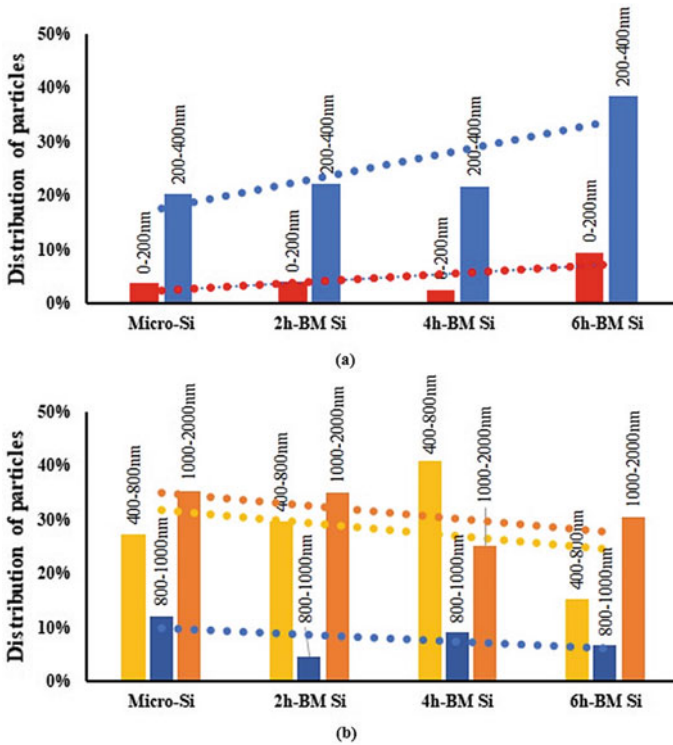 Distribution of particles
50%
40%
30%
20%
10%
0%
0-200nm
200-400nm
0-200nm
200-400nm
0-200nm
200-400nm
0-200nm
200-400nm
Micro-Si
2h-BM Si
4h-BM Si
6h-BM Si
(a)
Distribution of particles
50%
40%
30%
20%
10%
0%
400-800nm
800-1000nm
1000-2000nm
400-800nm
800-1000nm
1000-2000nm
400-800nm
800-1000nm
1000-2000nm
400-800nm
800-1000nm
1000-2000nm
Micro-Si
2h-BM Si
4h-BM Si
6h-BM Si
(b)